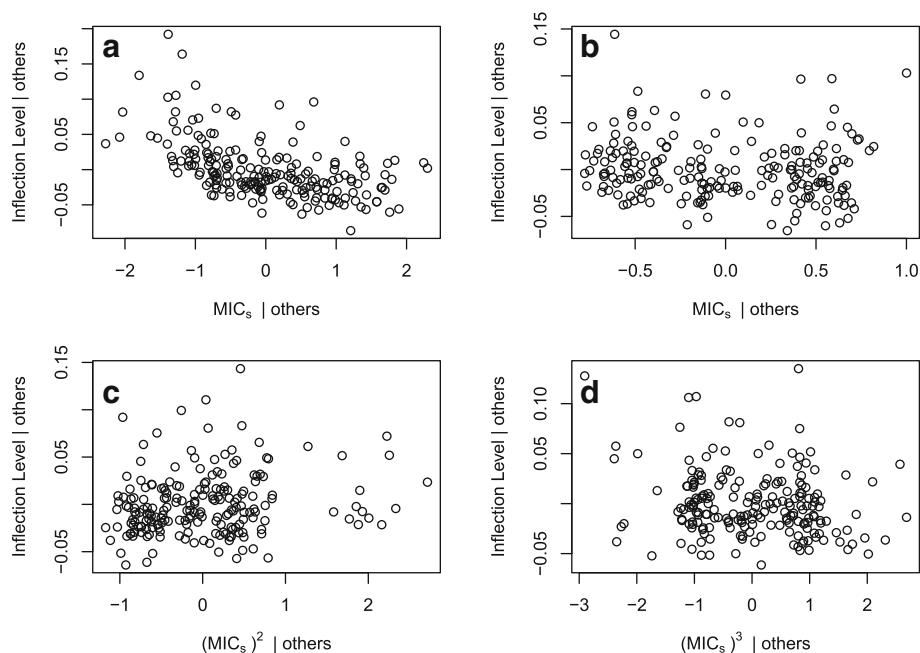 a
Inflection Level | others
0.15
0.05
−0.05
−2 −1 0 1 2
MICs | others
b
Inflection Level | others
0.15
0.05
−0.05
−0.5 0.0 0.5 1.0
MICs | others
c
Inflection Level | others
0.15
0.05
−0.05
−1 0 1 2
(MICs)2 | others
d
Inflection Level | others
0.10
0.05
−0.05
−3 −2 −1 0 1 2
(MICs)3 | others